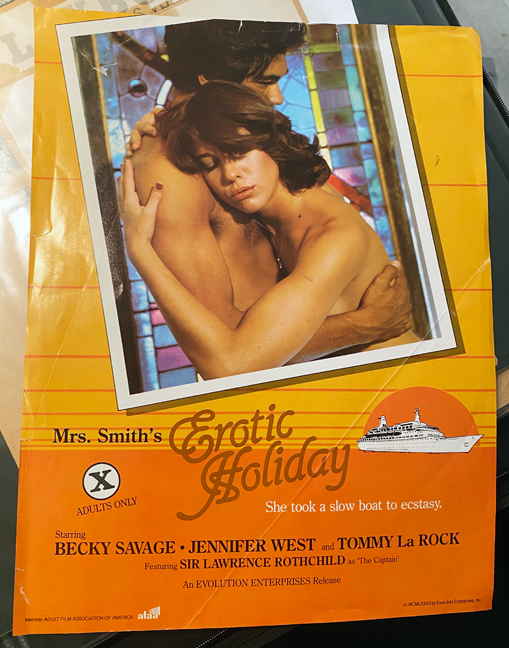 Mrs. Smith's Erotic Holiday
X
ADULTS ONLY
She took a slow boat to ecstasy.
Starring
BECKY SAVAGE • JENNIFER WEST and TOMMY La ROCK
Featuring SIR LAWRENCE ROTHCHILD as 'The Captain'
An EVOLUTION ENTERPRISES Release
Member ADULT FILM ASSOCIATION OF AMERICA afaa
by Evolution Enterprises, Inc.